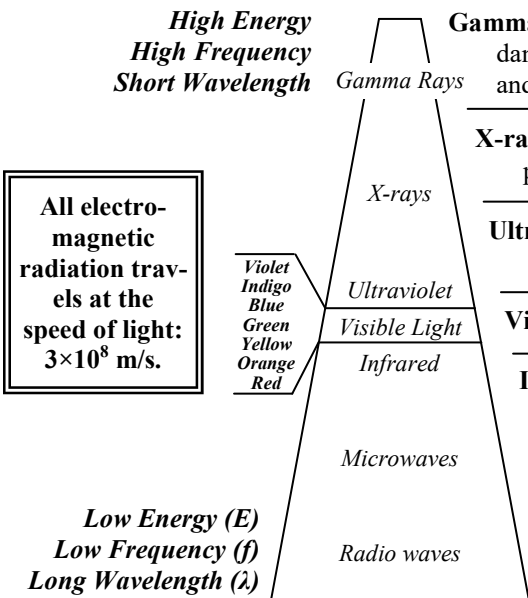 High Energy
High Frequency
Short Wavelength
Gamma Rays
X-rays
Ultraviolet
Visible Light
Infrared
Microwaves
Radio waves
All electro-
magnetic
radiation trav-
els at the
speed of light:
3×10⁸ m/s.
Violet
Indigo
Blue
Green
Yellow
Orange
Red
Low Energy (E)
Low Frequency (f)
Long Wavelength (λ)
and